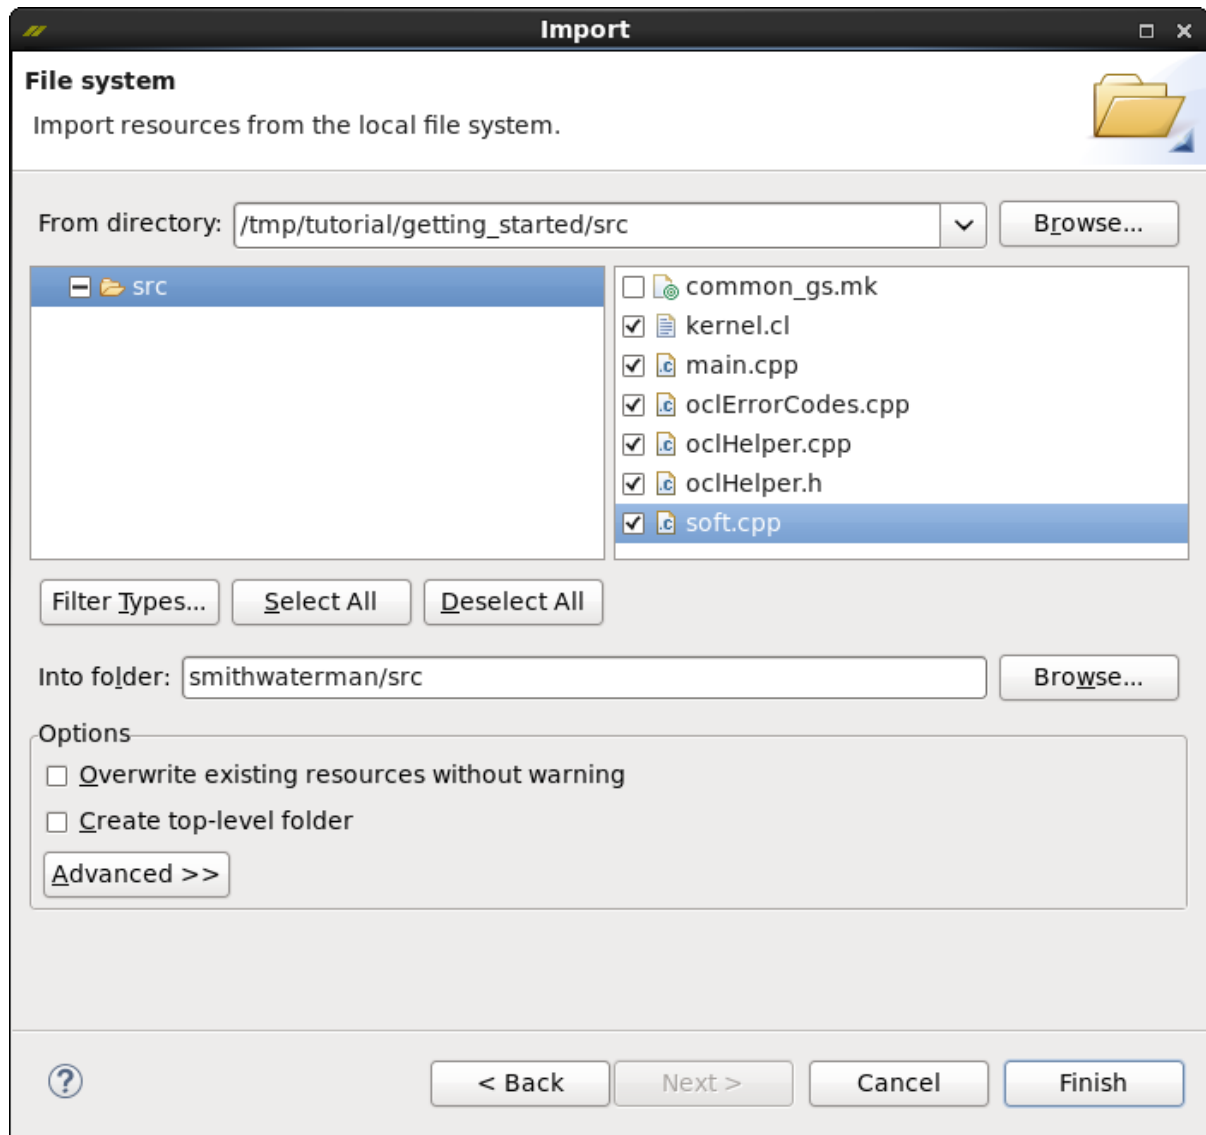 Import
File system
Import resources from the local file system.
From directory: /tmp/tutorial/getting_started/src Browse...
src
common_gs.mk
kernel.cl
main.cpp
oclErrorCodes.cpp
oclHelper.cpp
oclHelper.h
soft.cpp
Filter Types... Select All Deselect All
Into folder: smithwaterman/src Browse...
Options
Overwrite existing resources without warning
Create top-level folder
Advanced >>
? < Back Next > Cancel Finish